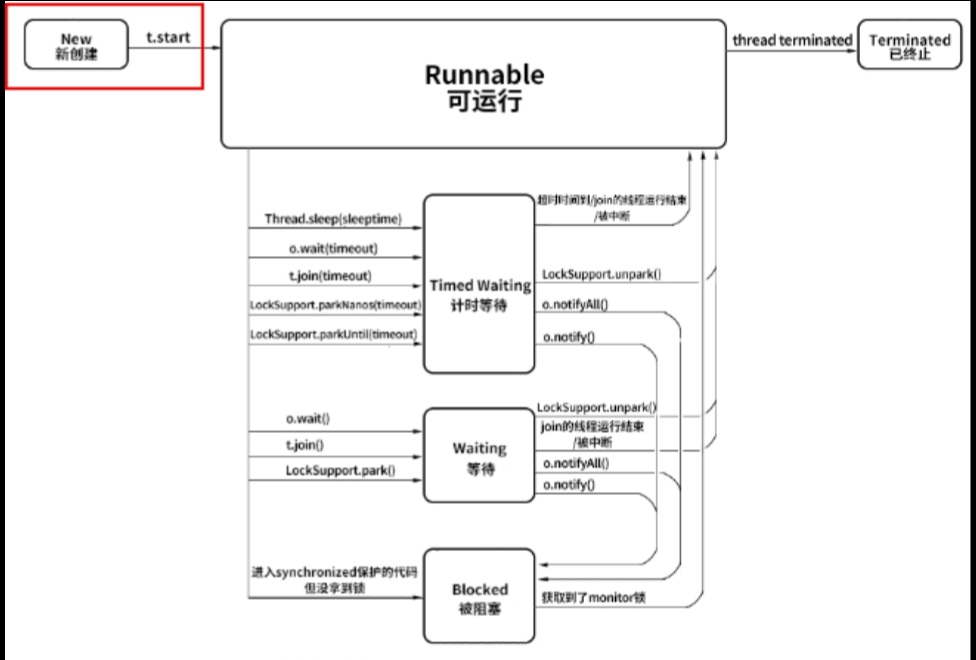 New
新创建
t.start
Runnable
可运行
thread terminated
Terminated
已终止
Thread.sleep(sleeptime)
o.wait(timeout)
t.join(timeout)
LockSupport.parkNanos(timeout)
LockSupport.parkUntil(timeout)
Timed Waiting
计时等待
超时时间到/join的线程运行结束
/被中断
LockSupport.unpark()
o.notifyAll()
o.notify()
o.wait()
t.join()
LockSupport.park()
Waiting
等待
LockSupport.unpark()
join的线程运行结束
/被中断
o.notifyAll()
o.notify()
进入synchronized保护的代码
但没拿到锁
Blocked
被阻塞
获取到了monitor锁